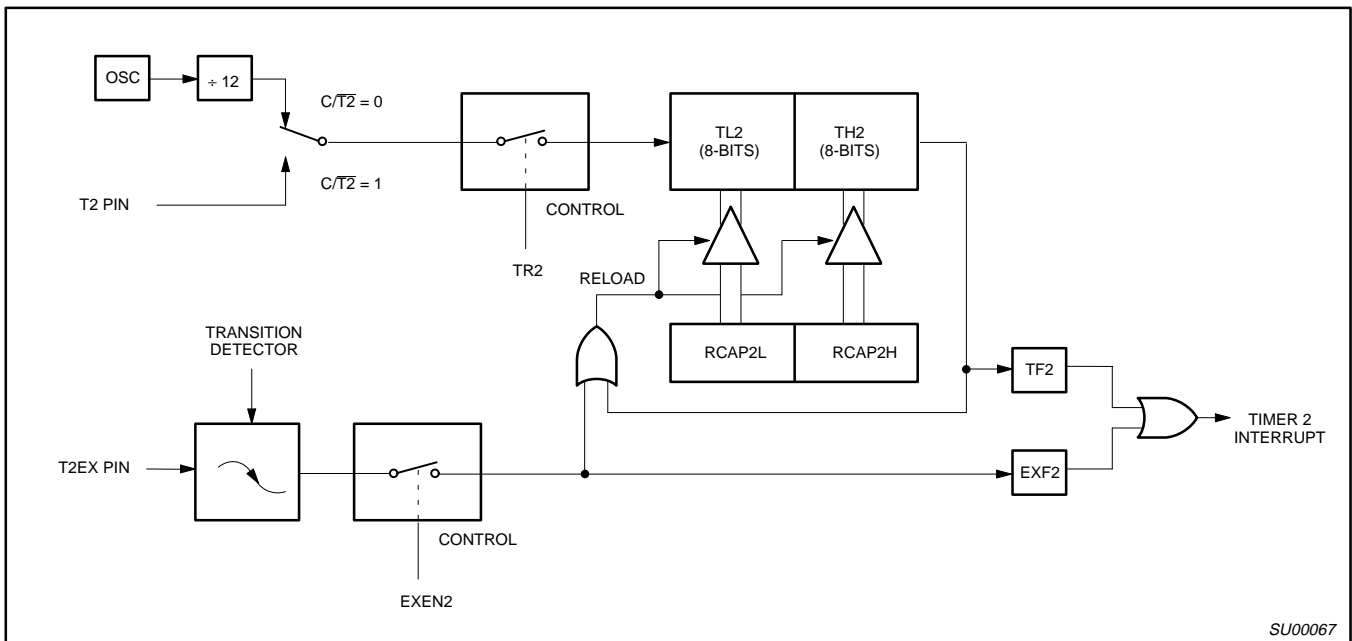 OSC
÷ 12
C/T2̅ = 0
C/T2̅ = 1
T2 PIN
CONTROL
TR2
TL2
(8-BITS)
TH2
(8-BITS)
RELOAD
RCAP2L
RCAP2H
TRANSITION
DETECTOR
T2EX PIN
CONTROL
EXEN2
TF2
EXF2
TIMER 2
INTERRUPT
SU00067